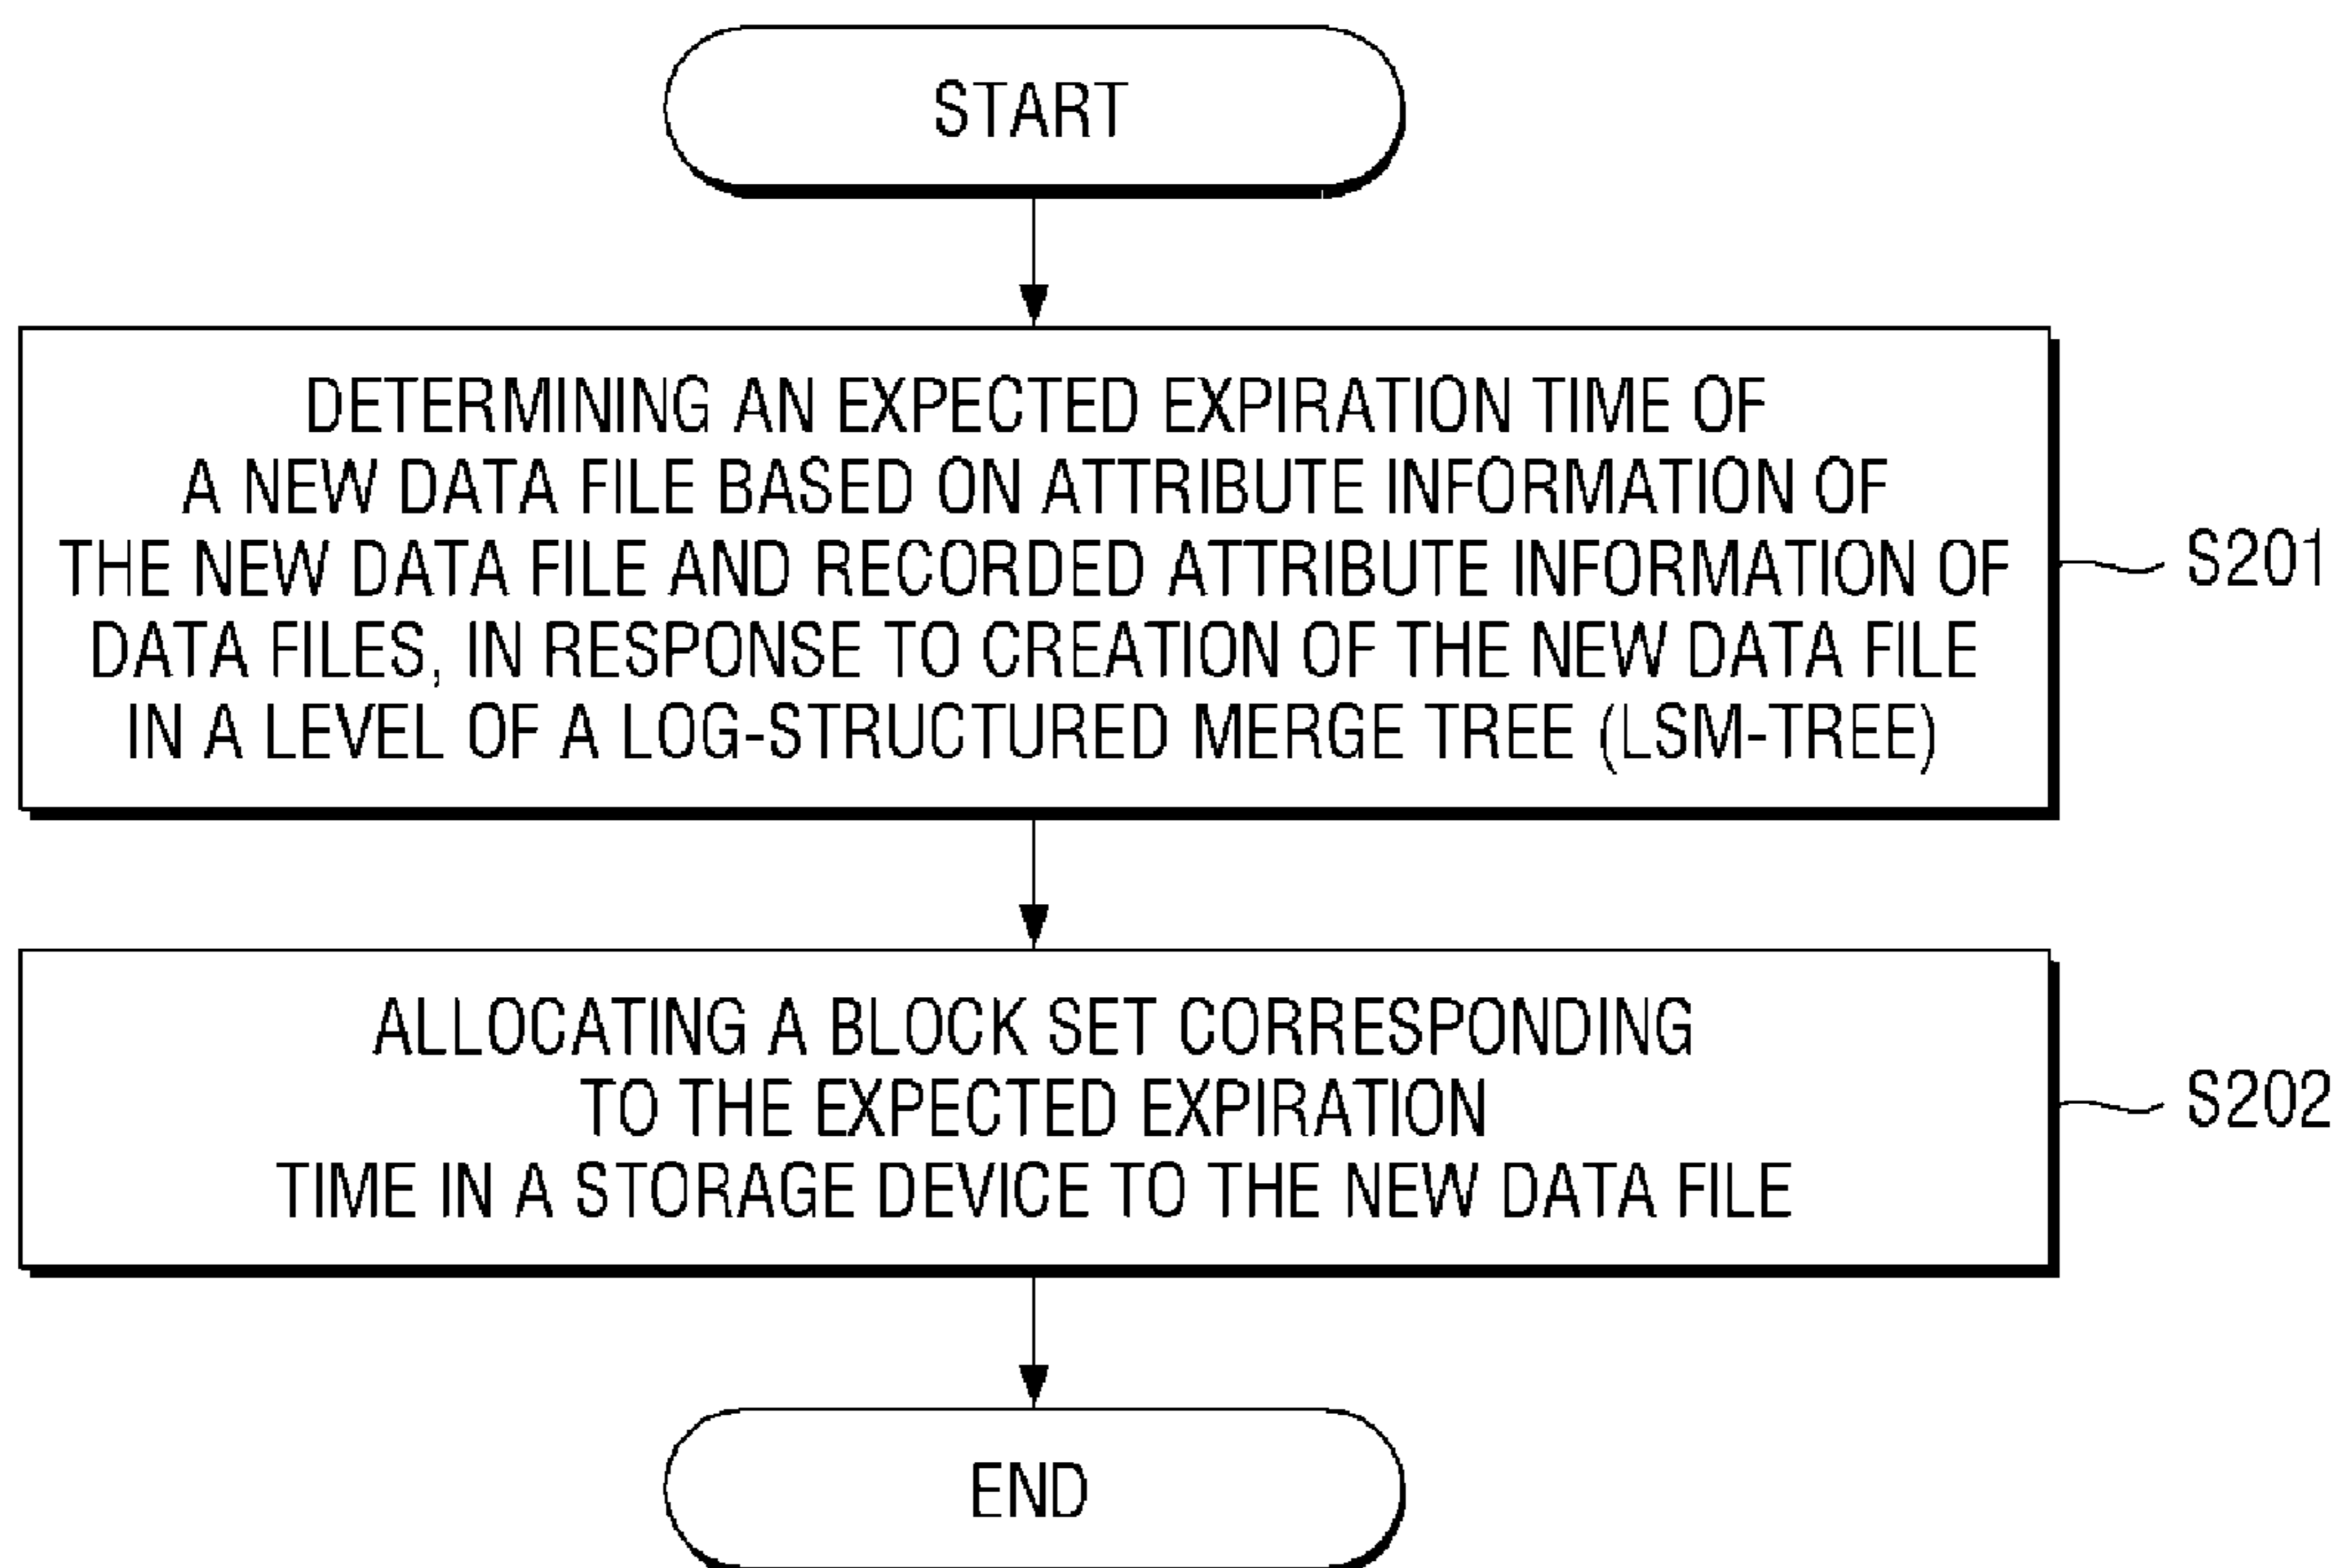 START
DETERMINING AN EXPECTED EXPIRATION TIME OF
A NEW DATA FILE BASED ON ATTRIBUTE INFORMATION OF
THE NEW DATA FILE AND RECORDED ATTRIBUTE INFORMATION OF
DATA FILES, IN RESPONSE TO CREATION OF THE NEW DATA FILE
IN A LEVEL OF A LOG-STRUCTURED MERGE TREE (LSM-TREE)
S201
ALLOCATING A BLOCK SET CORRESPONDING
TO THE EXPECTED EXPIRATION
TIME IN A STORAGE DEVICE TO THE NEW DATA FILE
S202
END